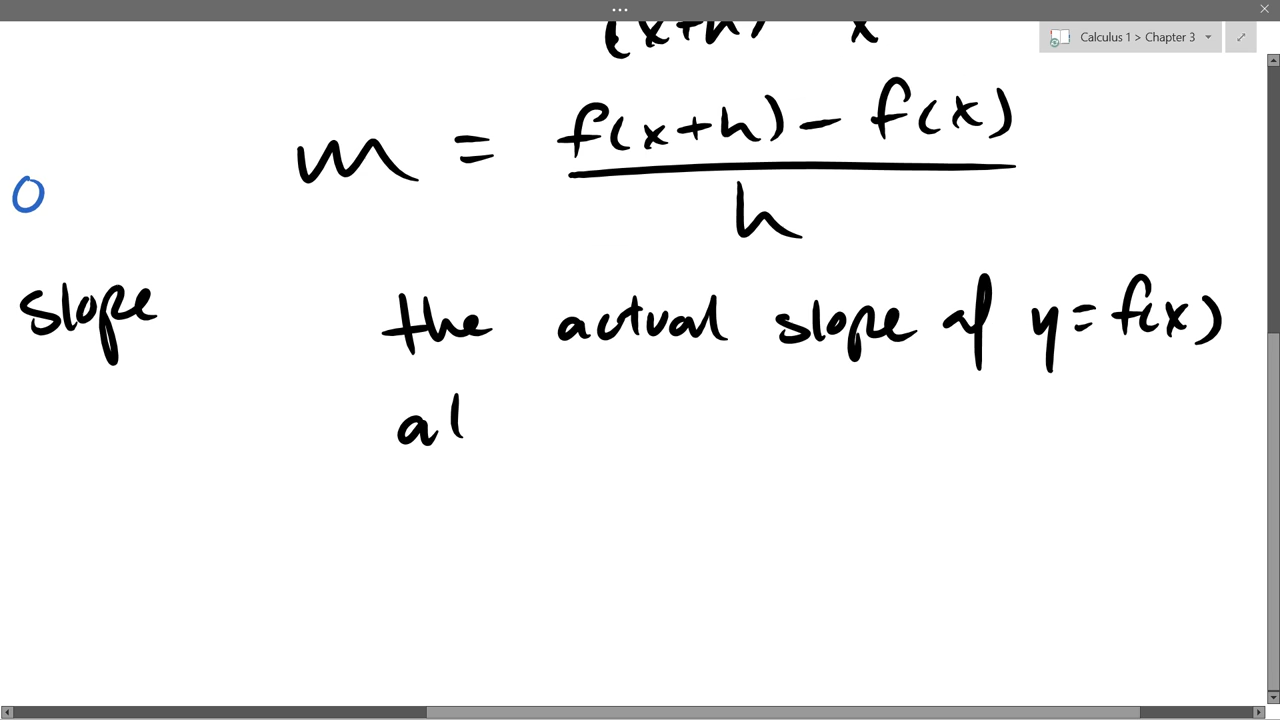 Calculus 1 > Chapter 3
(x+h) x
m = f(x+h) - f(x)
h
0
slope the actual slope of y = f(x)
at